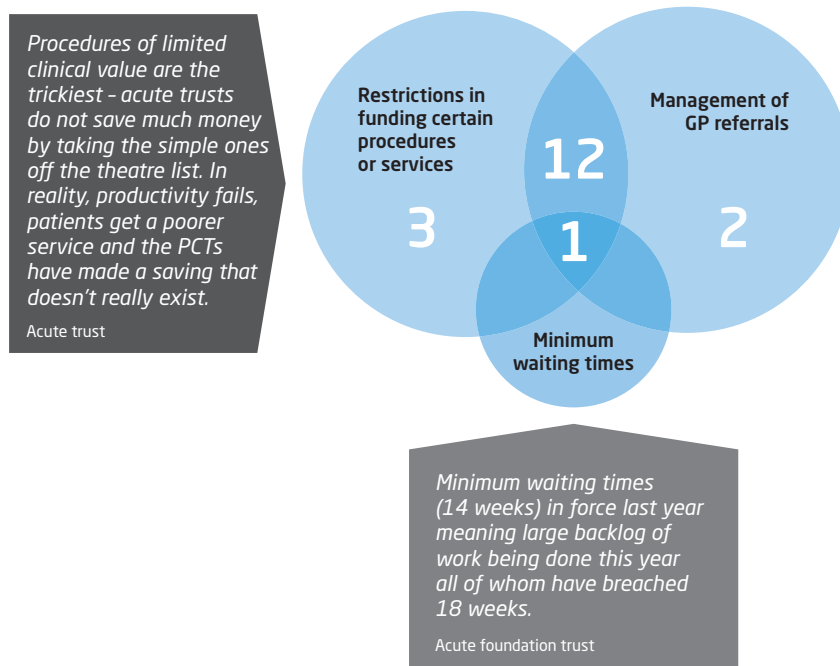 Procedures of limited
clinical value are the
trickiest – acute trusts
do not save much money
by taking the simple ones
off the theatre list. In
reality, productivity fails,
patients get a poorer
service and the PCTs
have made a saving that
doesn't really exist.
Acute trust
Restrictions in
funding certain
procedures
or services
3
12
Management of
GP referrals
2
1
Minimum
waiting times
Minimum waiting times
(14 weeks) in force last year
meaning large backlog of
work being done this year
all of whom have breached
18 weeks.
Acute foundation trust